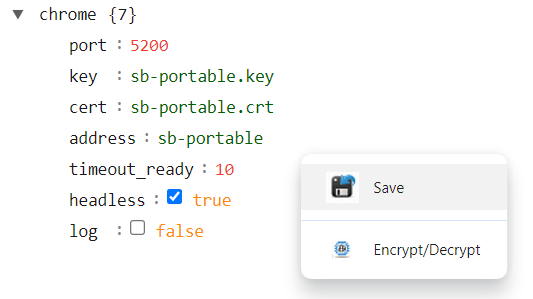 chrome {7}
port : 5200
key : sb-portable.key
cert : sb-portable.crt
address : sb-portable
timeout_ready : 10
headless : true
log : false
Save
Encrypt/Decrypt